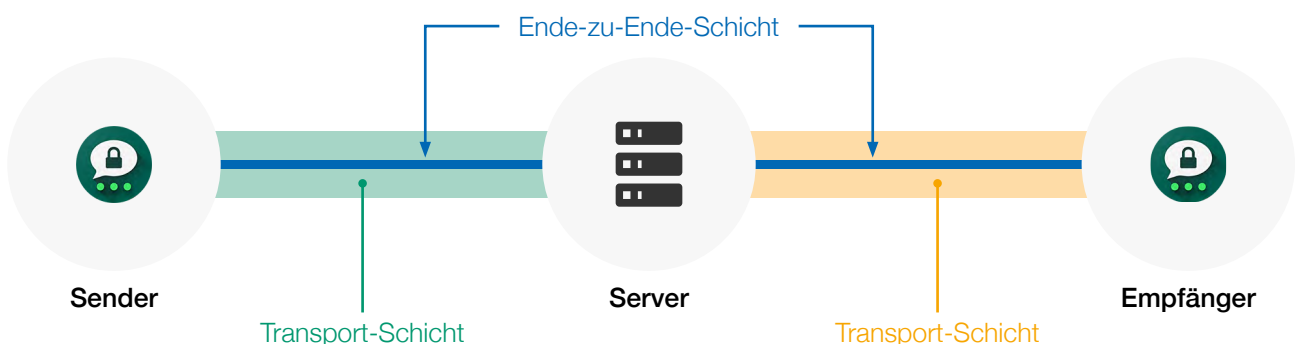 Ende-zu-Ende-Schicht
Sender
Server
Empfänger
Transport-Schicht
Transport-Schicht